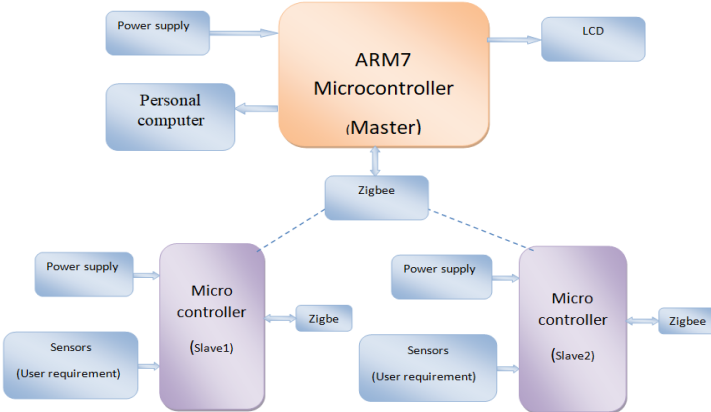 Power supply
ARM7
Microcontroller
(Master)
LCD
Personal
computer
Zigbee
Power supply
Micro
controller
(Slave1)
Zigbe
Sensors
(User requirement)
Power supply
Micro
controller
(Slave2)
Zigbee
Sensors
(User requirement)